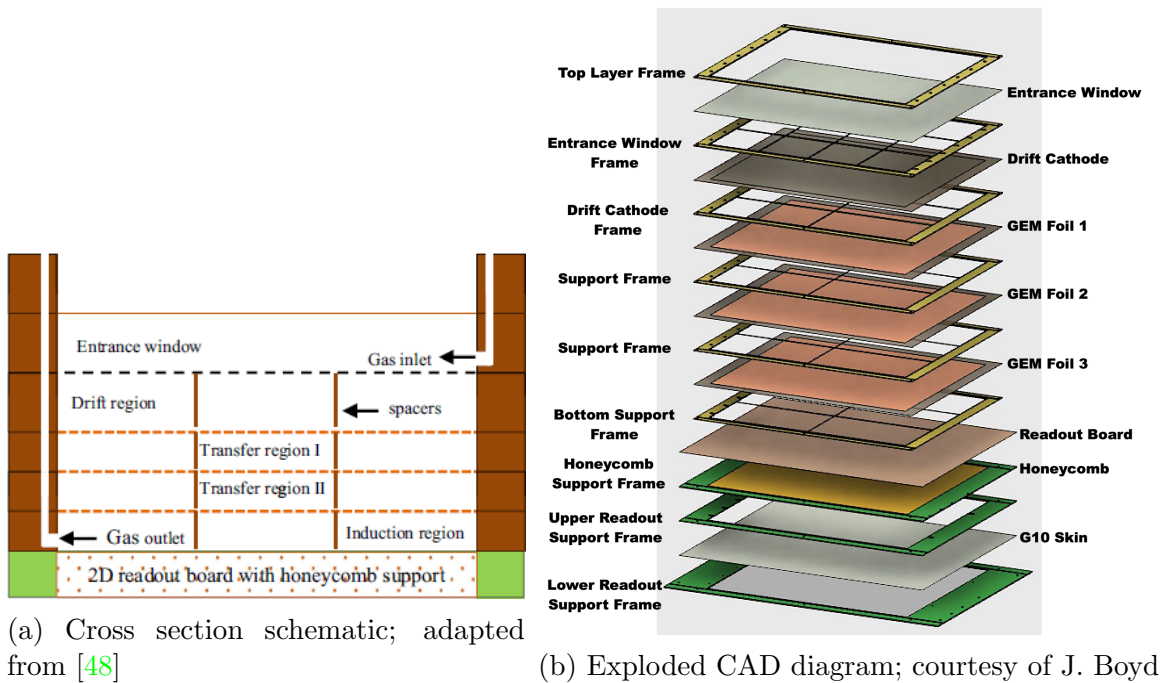 Entrance window
Gas inlet
Drift region
spacers
Transfer region I
Transfer region II
Gas outlet
Induction region
2D readout board with honeycomb support
(a) Cross section schematic; adapted
from [48]
Top Layer Frame
Entrance Window
Entrance Window
Frame
Drift Cathode
Drift Cathode
Frame
GEM Foil 1
Support Frame
GEM Foil 2
Support Frame
GEM Foil 3
Bottom Support
Frame
Readout Board
Honeycomb
Support Frame
Honeycomb
Upper Readout
Support Frame
G10 Skin
Lower Readout
Support Frame
(b) Exploded CAD diagram; courtesy of J. Boyd